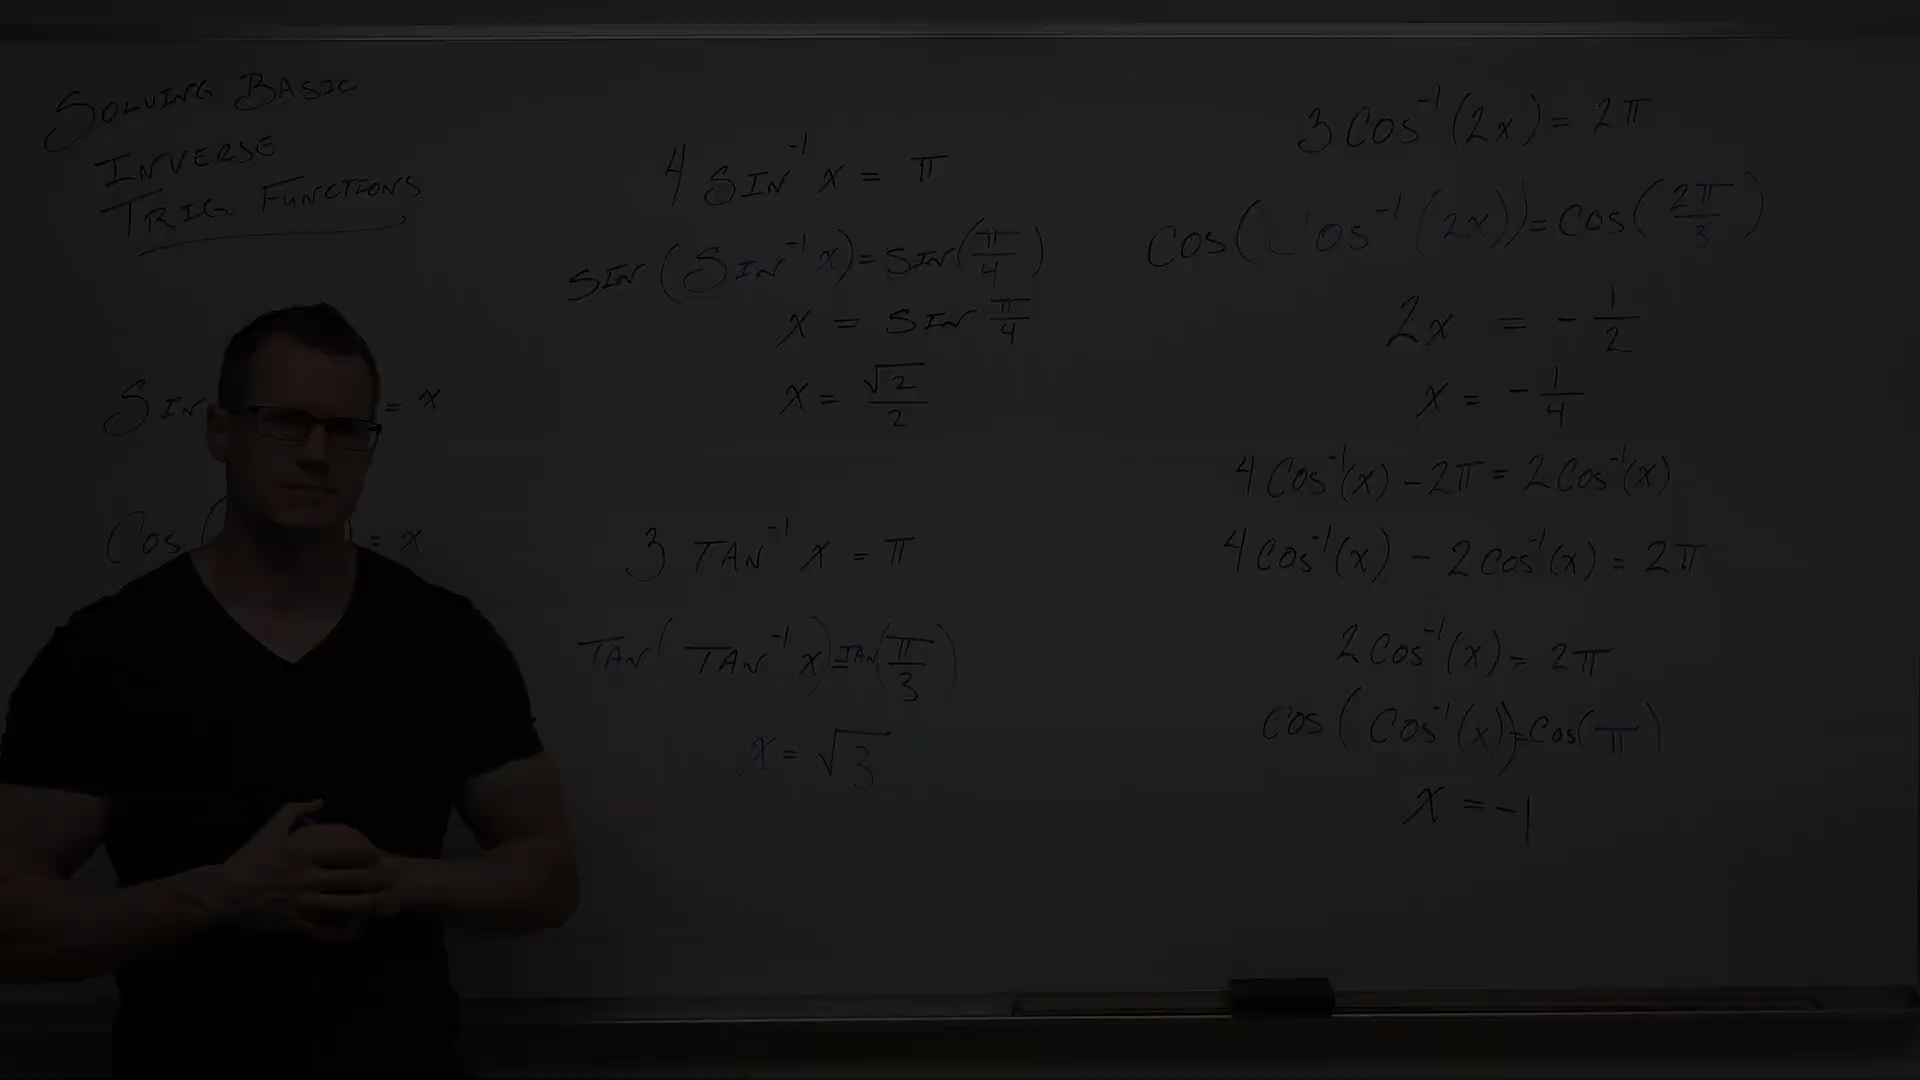 SOLVING BASIC
INVERSE
TRIG. FUNCTIONS
SIN = x
COS ( ) = x
4 SIN⁻¹ x = π
SIN (SIN⁻¹ x) = SIN(π/4)
x = SIN π/4
x = √2/2
3 TAN⁻¹ x = π
TAN( TAN⁻¹ x) = TAN(π/3)
x = √3
3 COS⁻¹(2x) = 2π
COS(COS⁻¹(2x)) = COS(2π/3)
2x = -1/2
x = -1/4
4 COS⁻¹(x) - 2π = 2 COS⁻¹(x)
4 COS⁻¹(x) - 2 COS⁻¹(x) = 2π
2 COS⁻¹(x) = 2π
COS( COS⁻¹(x)) = COS(π)
x = -1